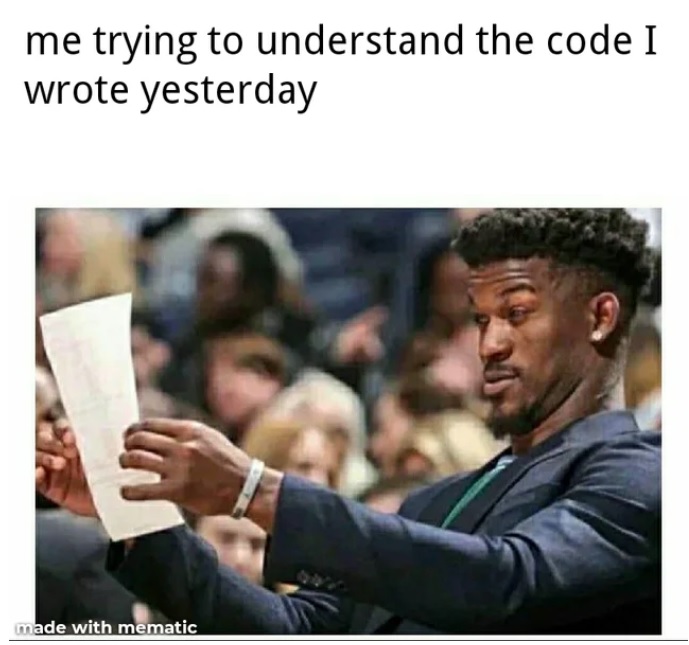 me trying to understand the code I
wrote yesterday
made with mematic